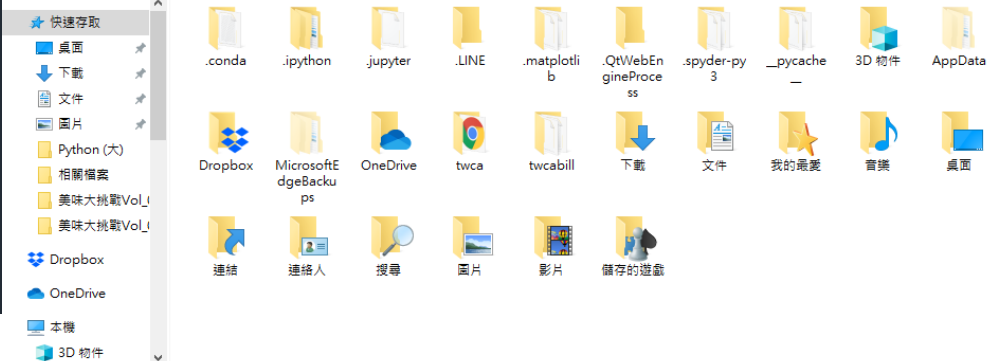 快速存取
桌面
下載
文件
圖片
Python (大)
相關檔案
美味大挑戰Vol_
美味大挑戰Vol_
Dropbox
OneDrive
本機
3D 物件
.conda
.ipython
.jupyter
.LINE
.matplotli
b
.QtWebEn
gineProce
ss
.spyder-py
3
__pycache
__
3D 物件
AppData
Dropbox
MicrosoftE
dgeBacku
ps
OneDrive
twca
twcabill
下載
文件
我的最愛
音樂
桌面
連結
連絡人
搜尋
圖片
影片
儲存的遊戲